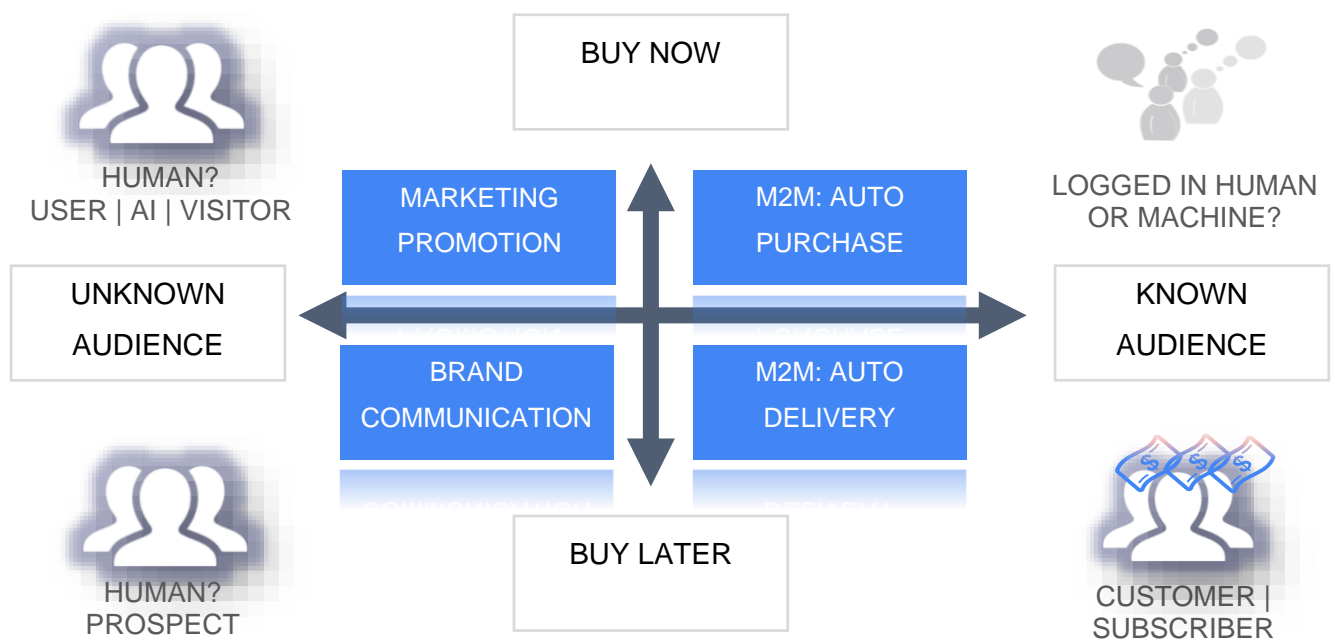 BUY NOW
HUMAN?
USER | AI | VISITOR
MARKETING
PROMOTION
M2M: AUTO
PURCHASE
LOGGED IN HUMAN
OR MACHINE?
UNKNOWN
AUDIENCE
KNOWN
AUDIENCE
BRAND
COMMUNICATION
M2M: AUTO
DELIVERY
$ $ $
HUMAN?
PROSPECT
BUY LATER
CUSTOMER |
SUBSCRIBER